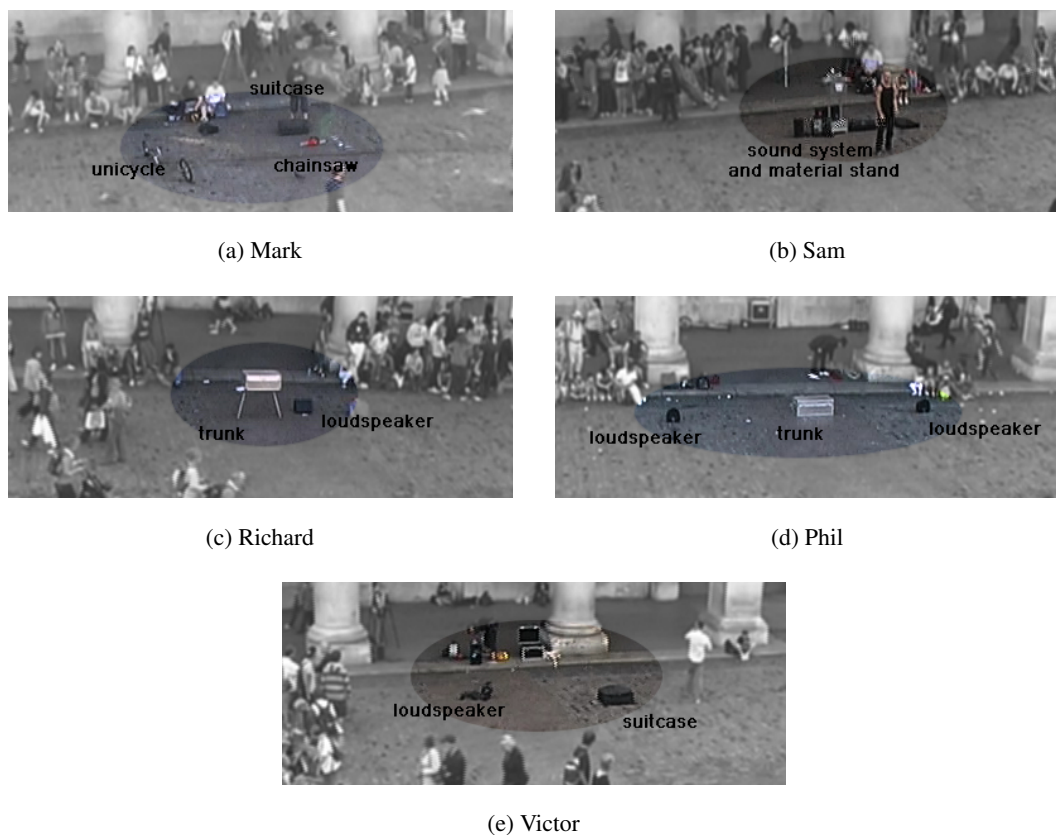 suitcase
unicycle
chainsaw
(a) Mark
sound system
and material stand
(b) Sam
trunk
loudspeaker
(c) Richard
loudspeaker
trunk
loudspeaker
(d) Phil
loudspeaker
suitcase
(e) Victor